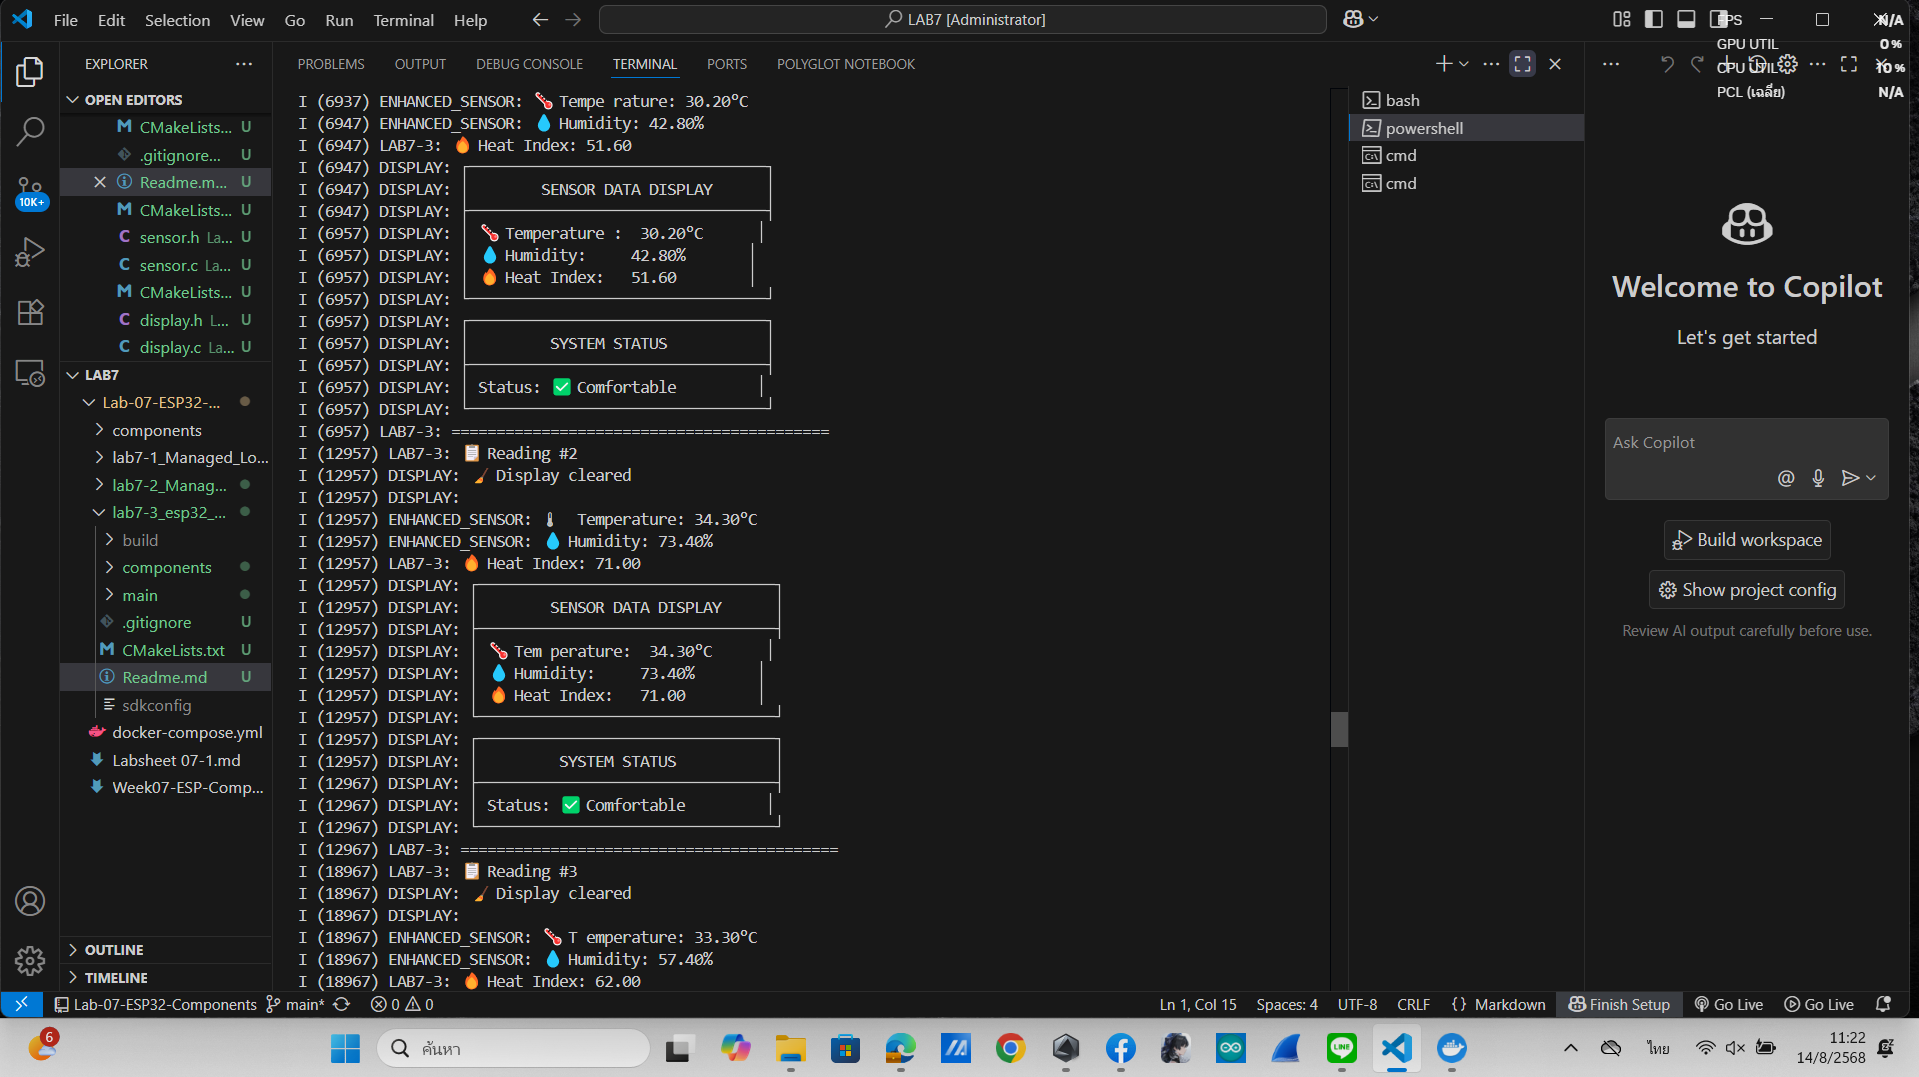 File Edit Selection View Go Run Terminal Help
LAB7 [Administrator]
FPS N/A
GPU UTIL 0 %
CPU UTIL 10 %
PCL (เฉลี่ย) N/A
EXPLORER
OPEN EDITORS
CMakeLists... U
.gitignore... U
Readme.m... U
CMakeLists... U
sensor.h La... U
sensor.c La... U
CMakeLists... U
display.h L... U
display.c La... U
LAB7
Lab-07-ESP32-...
components
lab7-1_Managed_Lo...
lab7-2_Manag...
lab7-3_esp32_...
build
components
main
.gitignore U
CMakeLists.txt U
Readme.md U
sdkconfig
docker-compose.yml
Labsheet 07-1.md
Week07-ESP-Comp...
OUTLINE
TIMELINE
10K+
PROBLEMS OUTPUT DEBUG CONSOLE TERMINAL PORTS POLYGLOT NOTEBOOK
I (6937) ENHANCED_SENSOR: 🌡️ Tempe rature: 30.20°C
I (6947) ENHANCED_SENSOR: 💧 Humidity: 42.80%
I (6947) LAB7-3: 🔥 Heat Index: 51.60
I (6947) DISPLAY:
I (6947) DISPLAY: SENSOR DATA DISPLAY
I (6947) DISPLAY:
I (6957) DISPLAY: 🌡️ Temperature : 30.20°C
I (6957) DISPLAY: 💧 Humidity: 42.80%
I (6957) DISPLAY: 🔥 Heat Index: 51.60
I (6957) DISPLAY:
I (6957) DISPLAY:
I (6957) DISPLAY: SYSTEM STATUS
I (6957) DISPLAY:
I (6957) DISPLAY: Status: ✅ Comfortable
I (6957) DISPLAY:
I (6957) LAB7-3: ==========================================
I (12957) LAB7-3: 📋 Reading #2
I (12957) DISPLAY: 🖌️ Display cleared
I (12957) DISPLAY:
I (12957) ENHANCED_SENSOR: 🌡 Temperature: 34.30°C
I (12957) ENHANCED_SENSOR: 💧 Humidity: 73.40%
I (12957) LAB7-3: 🔥 Heat Index: 71.00
I (12957) DISPLAY:
I (12957) DISPLAY: SENSOR DATA DISPLAY
I (12957) DISPLAY:
I (12957) DISPLAY: 🌡️ Tem perature: 34.30°C
I (12957) DISPLAY: 💧 Humidity: 73.40%
I (12957) DISPLAY: 🔥 Heat Index: 71.00
I (12957) DISPLAY:
I (12957) DISPLAY:
I (12957) DISPLAY: SYSTEM STATUS
I (12967) DISPLAY:
I (12967) DISPLAY: Status: ✅ Comfortable
I (12967) DISPLAY:
I (12967) LAB7-3: ==========================================
I (18967) LAB7-3: 📋 Reading #3
I (18967) DISPLAY: 🖌️ Display cleared
I (18967) DISPLAY:
I (18967) ENHANCED_SENSOR: 🌡️ T emperature: 33.30°C
I (18967) ENHANCED_SENSOR: 💧 Humidity: 57.40%
I (18967) LAB7-3: 🔥 Heat Index: 62.00
bash
powershell
cmd
cmd
Welcome to Copilot
Let's get started
Ask Copilot
Build workspace
Show project config
Review AI output carefully before use.
Lab-07-ESP32-Components main* 0 0
Ln 1, Col 15 Spaces: 4 UTF-8 CRLF {} Markdown Finish Setup Go Live Go Live
6
ค้นหา
LINE
ไทย
11:22
14/8/2568